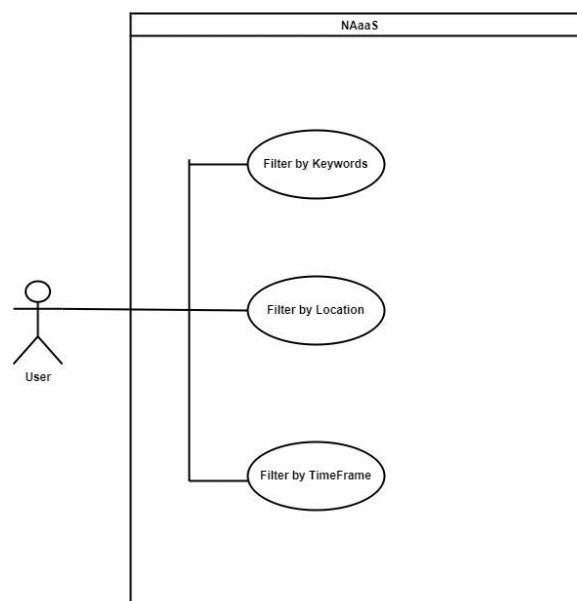 NAaaS
Filter by Keywords
Filter by Location
User
Filter by TimeFrame